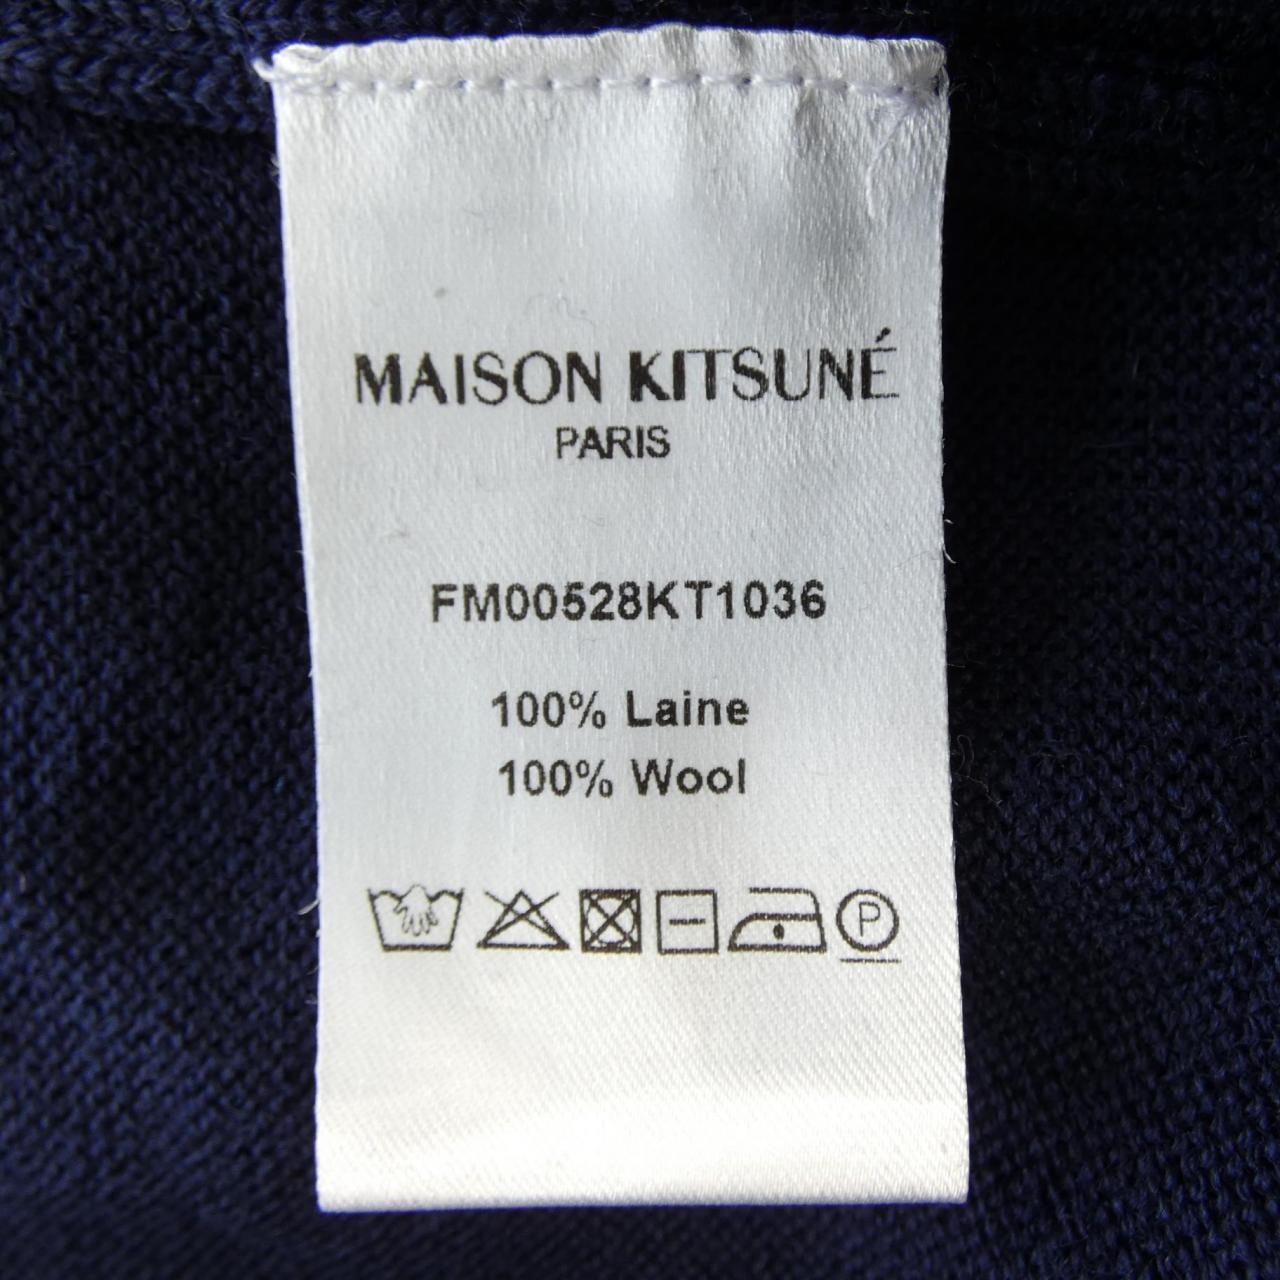 MAISON KITSUNÉ
PARIS
FM00528KT1036
100% Laine
100% Wool
P